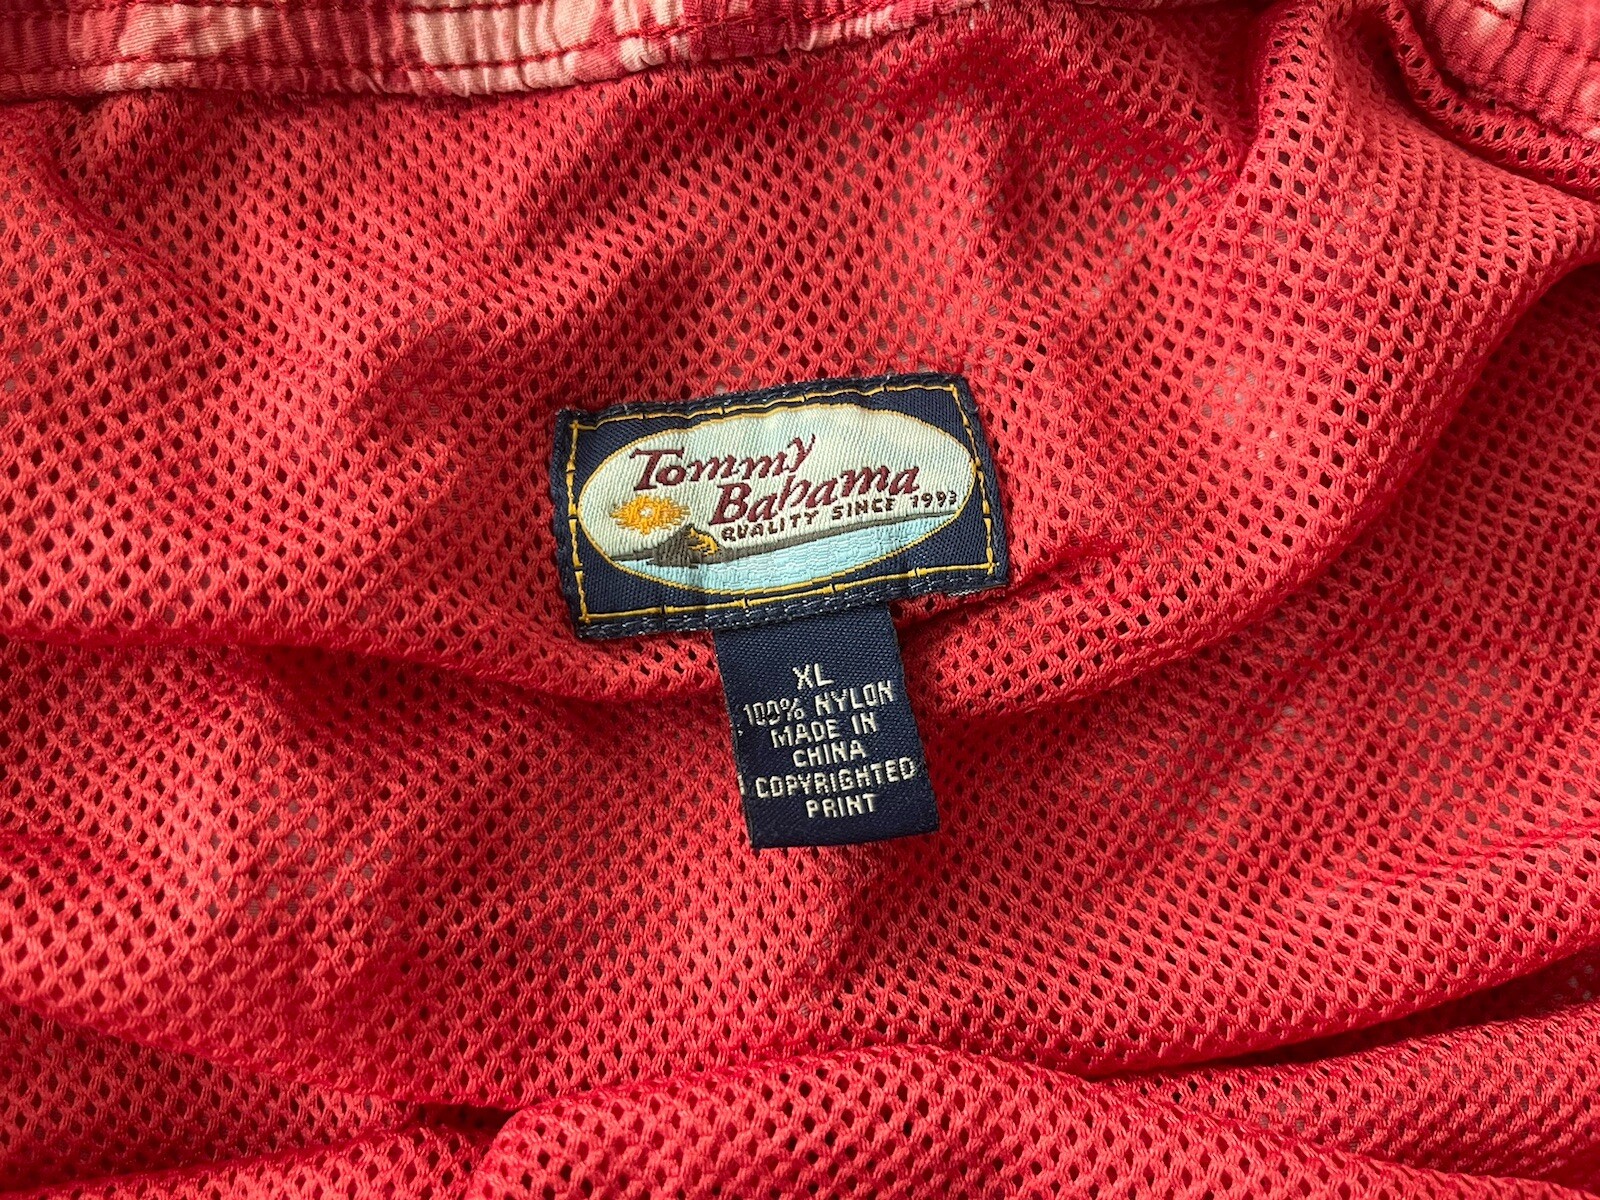 Tommy
Bahama
QUALITY SINCE 1993
XL
100% NYLON
MADE IN
CHINA
COPYRIGHTED
PRINT